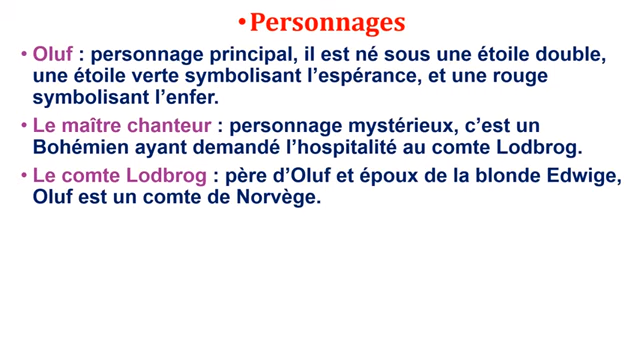 •Personnages
• Oluf : personnage principal, il est né sous une étoile double,
une étoile verte symbolisant l'espérance, et une rouge
symbolisant l'enfer.
• Le maître chanteur : personnage mystérieux, c'est un
Bohémien ayant demandé l'hospitalité au comte Lodbrog.
• Le comte Lodbrog : père d'Oluf et époux de la blonde Edwige,
Oluf est un comte de Norvège.